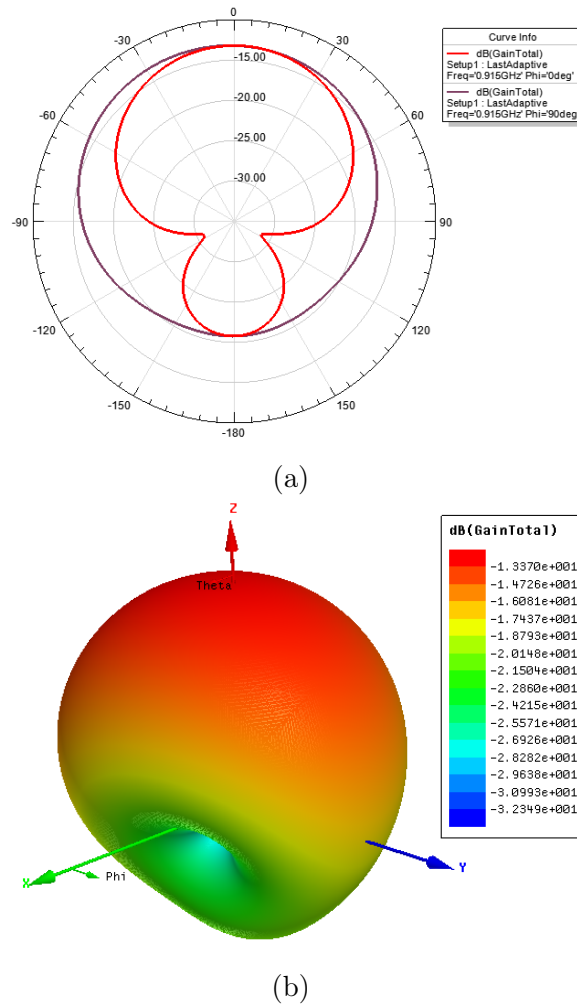 0
-30
30
-15.00
-20.00
-60
60
-25.00
-30.00
-90
90
-120
120
-150
150
-180
Curve Info
dB(GainTotal)
Setup1 : LastAdaptive
Freq='0.915GHz' Phi='0deg'
dB(GainTotal)
Setup1 : LastAdaptive
Freq='0.915GHz' Phi='90deg
(a)
Z
Theta
X
Phi
Y
dB(GainTotal)
-1.3370e+001
-1.4726e+001
-1.6081e+001
-1.7437e+001
-1.8793e+001
-2.0148e+001
-2.1504e+001
-2.2860e+001
-2.4215e+001
-2.5571e+001
-2.6926e+001
-2.8282e+001
-2.9638e+001
-3.0993e+001
-3.2349e+001
(b)